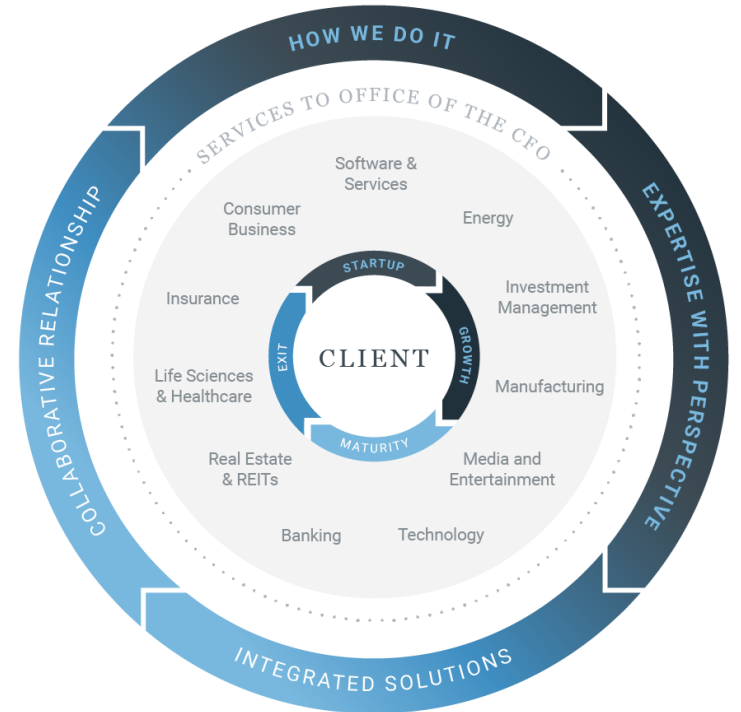 HOW WE DO IT
SERVICES TO OFFICE OF THE CFO
EXPERTISE WITH PERSPECTIVE
INTEGRATED SOLUTIONS
COLLABORATIVE RELATIONSHIP
Software &
Services
Energy
Investment
Management
Manufacturing
Media and
Entertainment
Technology
Banking
Real Estate
& REITs
Life Sciences
& Healthcare
Insurance
Consumer
Business
STARTUP
GROWTH
MATURITY
EXIT
CLIENT